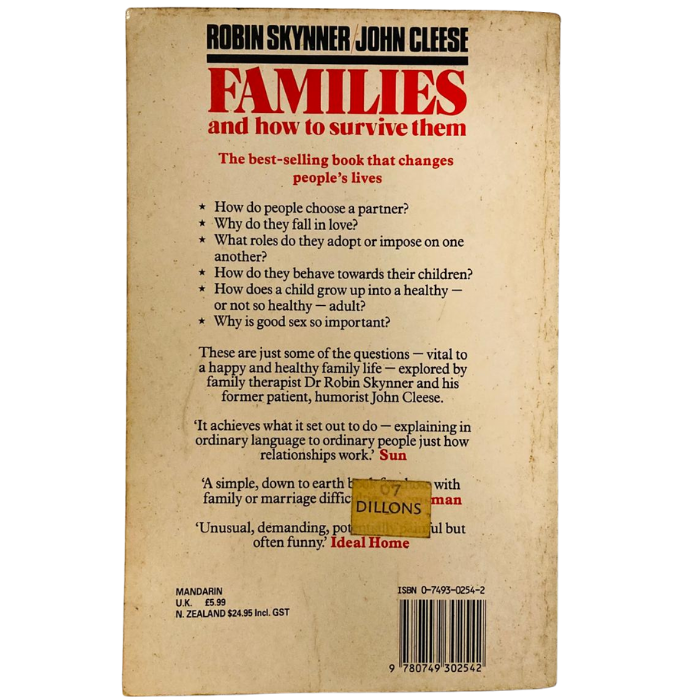 ROBIN SKYNNER/JOHN CLEESE
FAMILIES
and how to survive them
The best-selling book that changes
people's lives
★ How do people choose a partner?
★ Why do they fall in love?
★ What roles do they adopt or impose on one
another?
★ How do they behave towards their children?
★ How does a child grow up into a healthy —
or not so healthy — adult?
★ Why is good sex so important?
These are just some of the questions — vital to
a happy and healthy family life — explored by
family therapist Dr Robin Skynner and his
former patient, humorist John Cleese.
'It achieves what it set out to do — explaining in
ordinary language to ordinary people just how
relationships work.' Sun
'A simple, down to earth with
family or marriage man
07
DILLONS
'Unusual, demanding, potentially painful but
often funny.' Ideal Home
MANDARIN
U.K. £5.99
N. ZEALAND $24.95 Incl. GST
ISBN 0-7493-0254-2
9 780749 302542